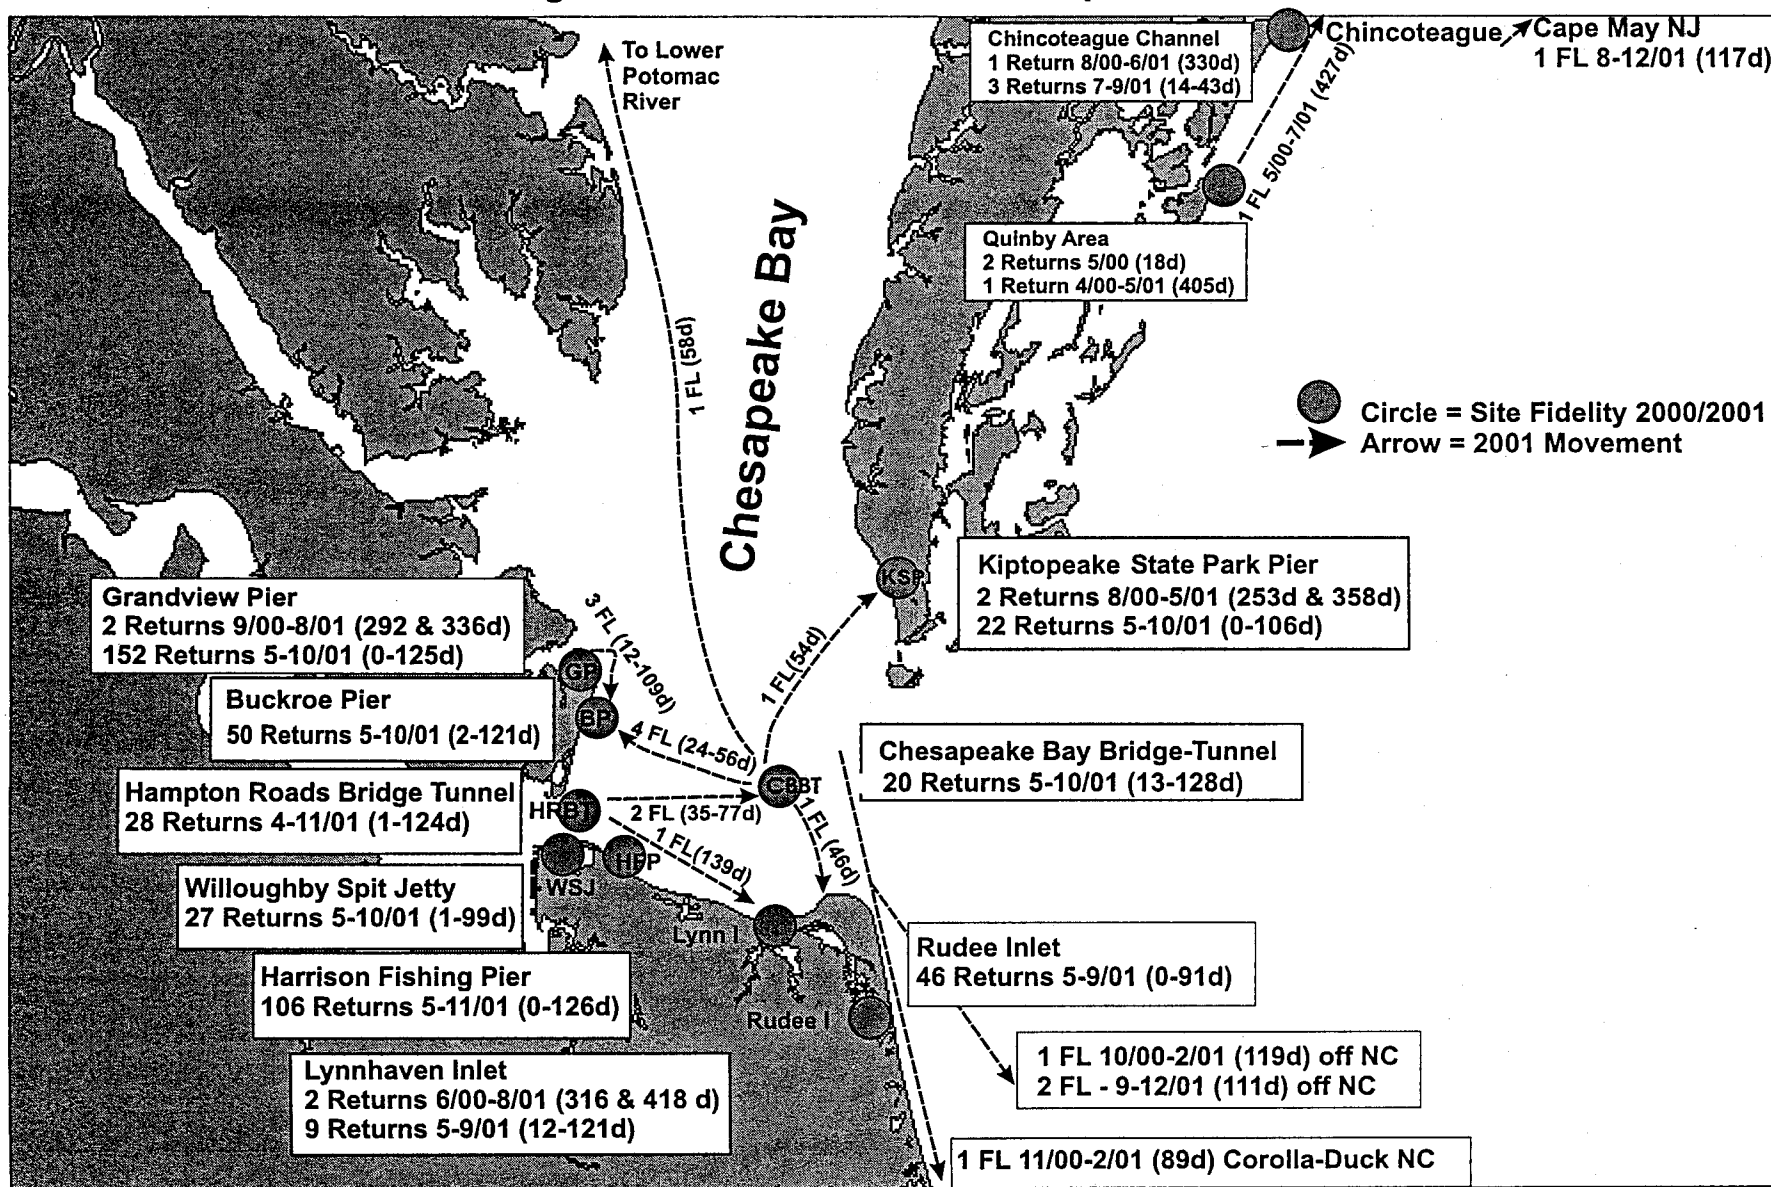 To Lower
Potomac
River
Chincoteague Channel
1 Return 8/00-6/01 (330d)
3 Returns 7-9/01 (14-43d)
Chincoteague
Cape May NJ
1 FL 8-12/01 (117d)
1 FL 5/00-7/01 (427d)
Quinby Area
2 Returns 5/00 (18d)
1 Return 4/00-5/01 (405d)
Chesapeake Bay
1 FL (58d)
Circle = Site Fidelity 2000/2001
Arrow = 2001 Movement
KSP
Kiptopeake State Park Pier
2 Returns 8/00-5/01 (253d & 358d)
22 Returns 5-10/01 (0-106d)
Grandview Pier
2 Returns 9/00-8/01 (292 & 336d)
152 Returns 5-10/01 (0-125d)
3 FL (12-109d)
GP
1 FL(54d)
Buckroe Pier
50 Returns 5-10/01 (2-121d)
BP
4 FL (24-56d)
Chesapeake Bay Bridge-Tunnel
20 Returns 5-10/01 (13-128d)
CBBT
Hampton Roads Bridge Tunnel
28 Returns 4-11/01 (1-124d)
HRBT
2 FL (35-77d)
1 FL(139d)
1 FL (46d)
HFP
WSJ
Willoughby Spit Jetty
27 Returns 5-10/01 (1-99d)
Lynn I
Rudee Inlet
46 Returns 5-9/01 (0-91d)
Harrison Fishing Pier
106 Returns 5-11/01 (0-126d)
Rudee I
1 FL 10/00-2/01 (119d) off NC
2 FL - 9-12/01 (111d) off NC
Lynnhaven Inlet
2 Returns 6/00-8/01 (316 & 418 d)
9 Returns 5-9/01 (12-121d)
1 FL 11/00-2/01 (89d) Corolla-Duck NC